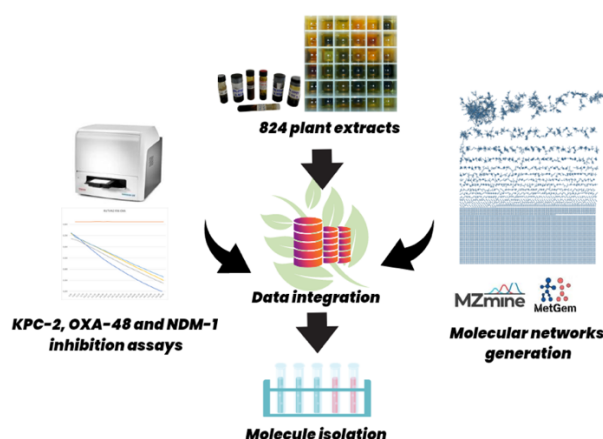 824 plant extracts
KPC-2, OXA-48 and NDM-1
inhibition assays
Data integration
MZmine
MetGem
Molecular networks
generation
Molecule isolation